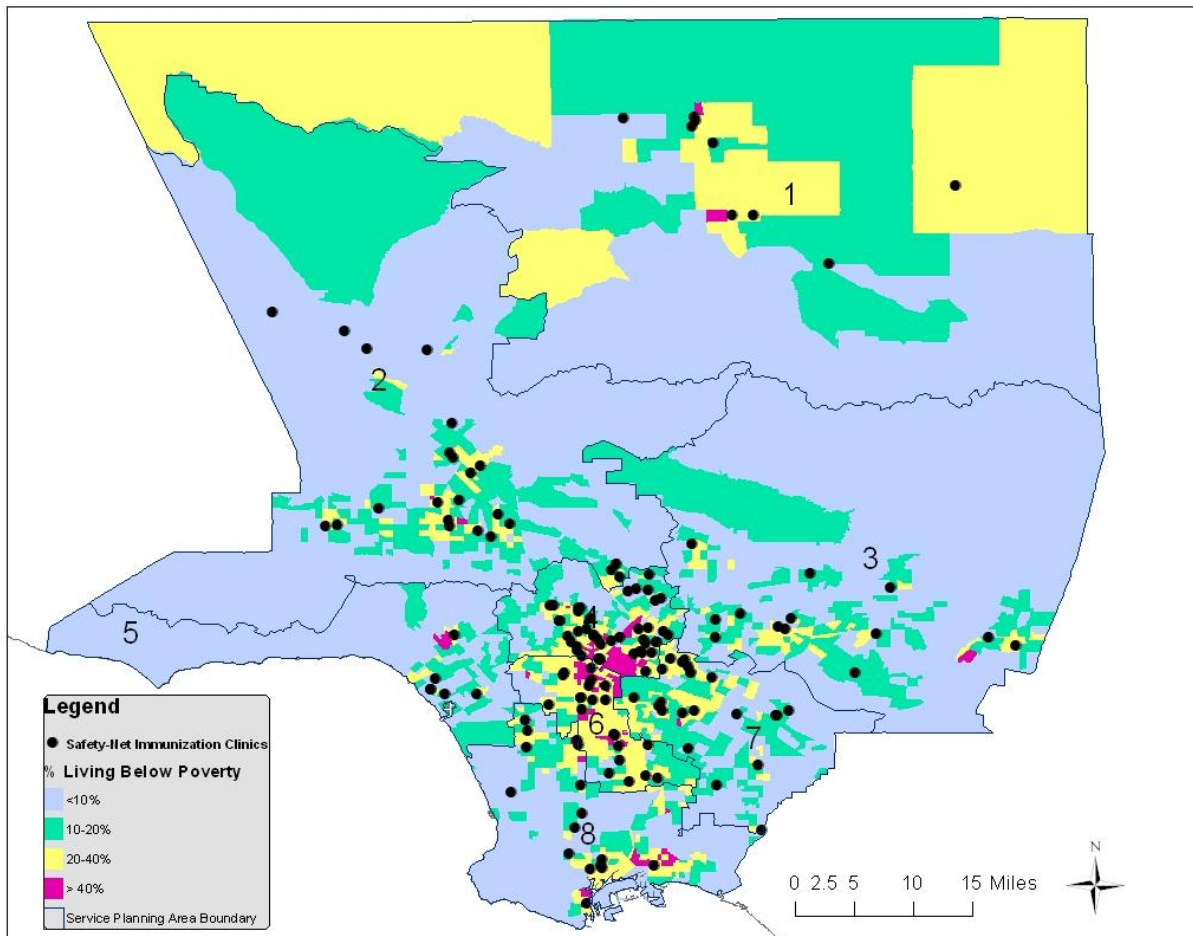 1
2
3
4
5
6
7
8
Legend
Safety-Net Immunization Clinics
% Living Below Poverty
<10%
10-20%
20-40%
> 40%
Service Planning Area Boundary
0 2.5 5 10 15 Miles
N